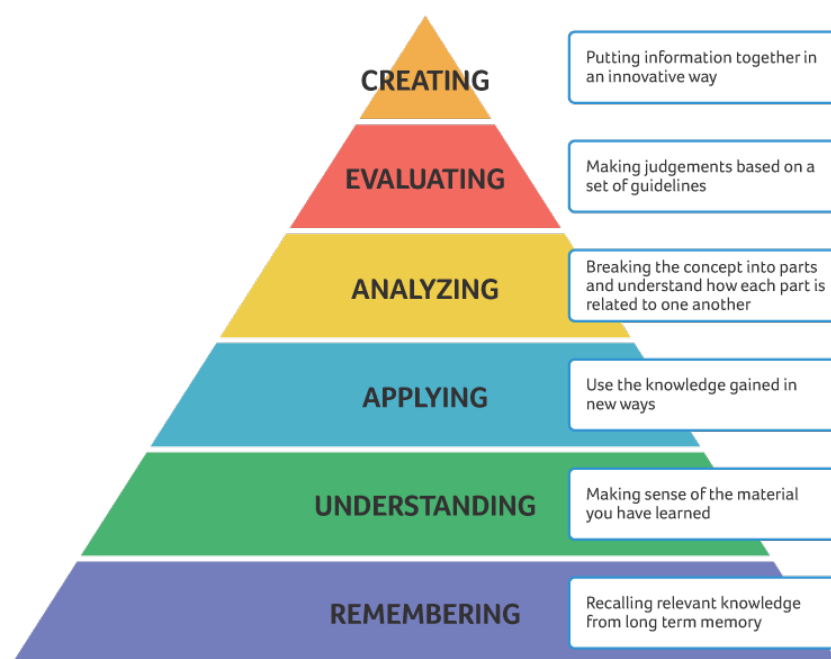 CREATING
Putting information together in
an innovative way
EVALUATING
Making judgements based on a
set of guidelines
ANALYZING
Breaking the concept into parts
and understand how each part is
related to one another
APPLYING
Use the knowledge gained in
new ways
UNDERSTANDING
Making sense of the material
you have learned
REMEMBERING
Recalling relevant knowledge
from long term memory